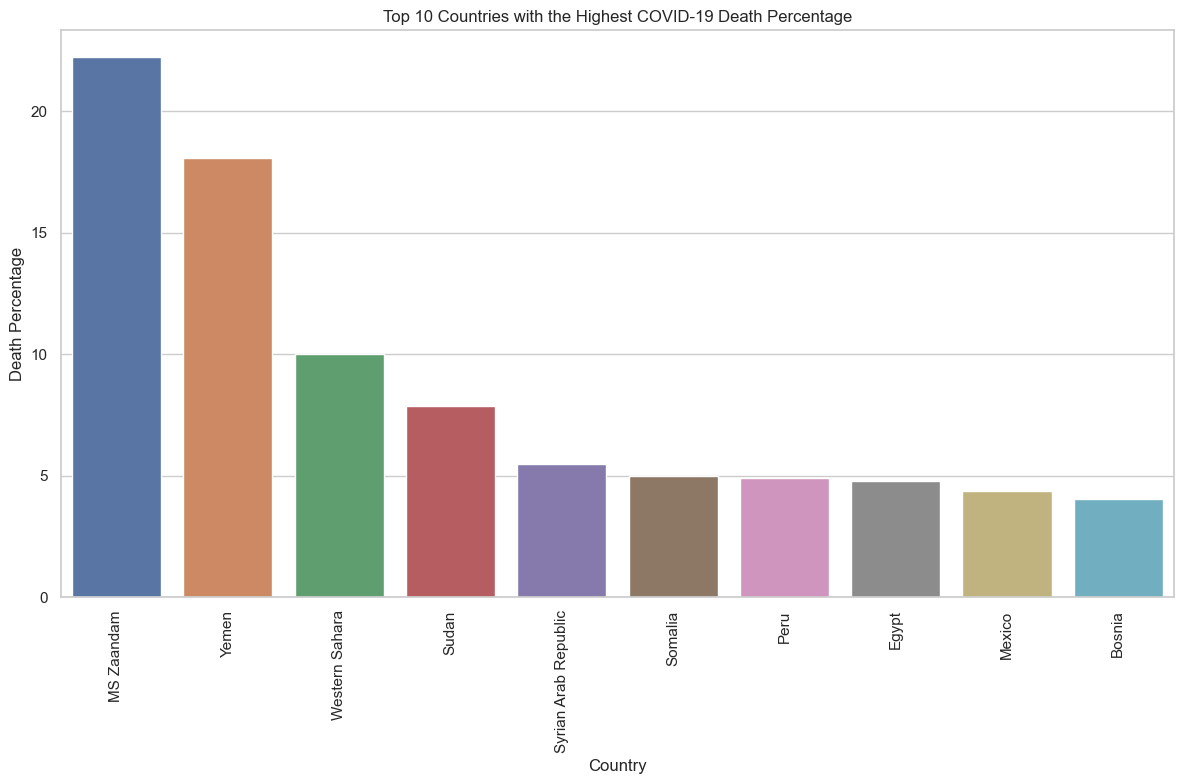 Top 10 Countries with the Highest COVID-19 Death Percentage
Death Percentage
20
15
10
5
0
MS Zaandam
Yemen
Western Sahara
Sudan
Syrian Arab Republic
Somalia
Peru
Egypt
Mexico
Bosnia
Country